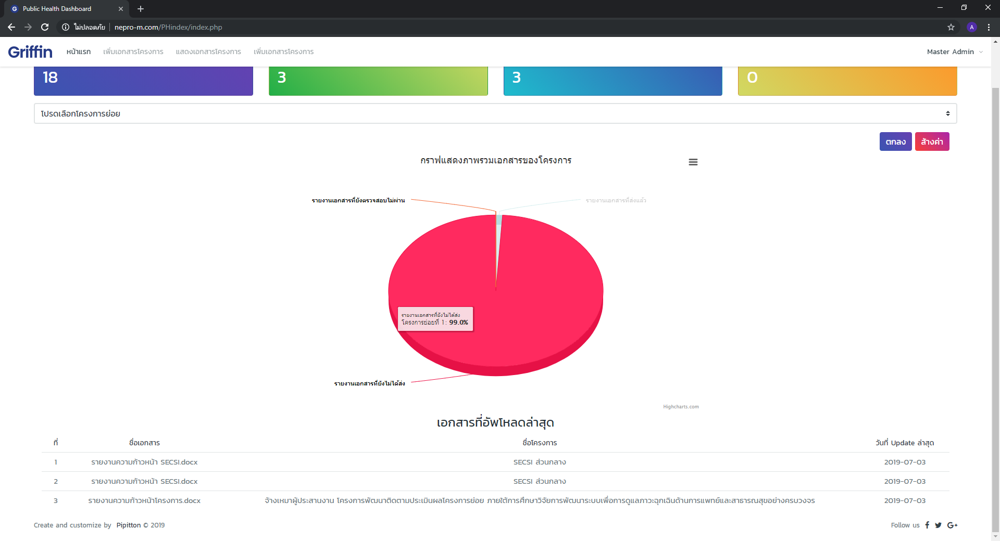 Public Health Dashboard
ไม่ปลอดภัย nepro-m.com/PHindex/index.php
A
Griffin หน้าแรก เพิ่มเอกสารโครงการ แสดงเอกสารโครงการ เพิ่มเอกสารโครงการ Master Admin
18 3 3 0
โปรดเลือกโครงการย่อย
ตกลง ล้างค่า
กราฟแสดงภาพรวมเอกสารของโครงการ
รายงานเอกสารที่ยังตรวจสอบไม่ผ่าน รายงานเอกสารที่ส่งแล้ว
รายงานเอกสารที่ยังไม่ได้ส่ง
โครงการย่อยที่ 1: 99.0%
รายงานเอกสารที่ยังไม่ได้ส่ง
Highcharts.com
เอกสารที่อัพโหลดล่าสุด
ที่ ชื่อเอกสาร ชื่อโครงการ วันที่ Update ล่าสุด
1 รายงานความก้าวหน้า SECSI.docx SECSI ส่วนกลาง 2019-07-03
2 รายงานความก้าวหน้า SECSI.docx SECSI ส่วนกลาง 2019-07-03
3 รายงานความก้าวหน้าโครงการ.docx จ้างเหมาผู้ประสานงาน โครงการพัฒนาติดตามประเมินผลโครงการย่อย ภายใต้การศึกษาวิจัยการพัฒนาระบบเพื่อการดูแลภาวะฉุกเฉินด้านการแพทย์และสาธารณสุขอย่างครบวงจร 2019-07-03
Create and customize by Pipitton © 2019 Follow us